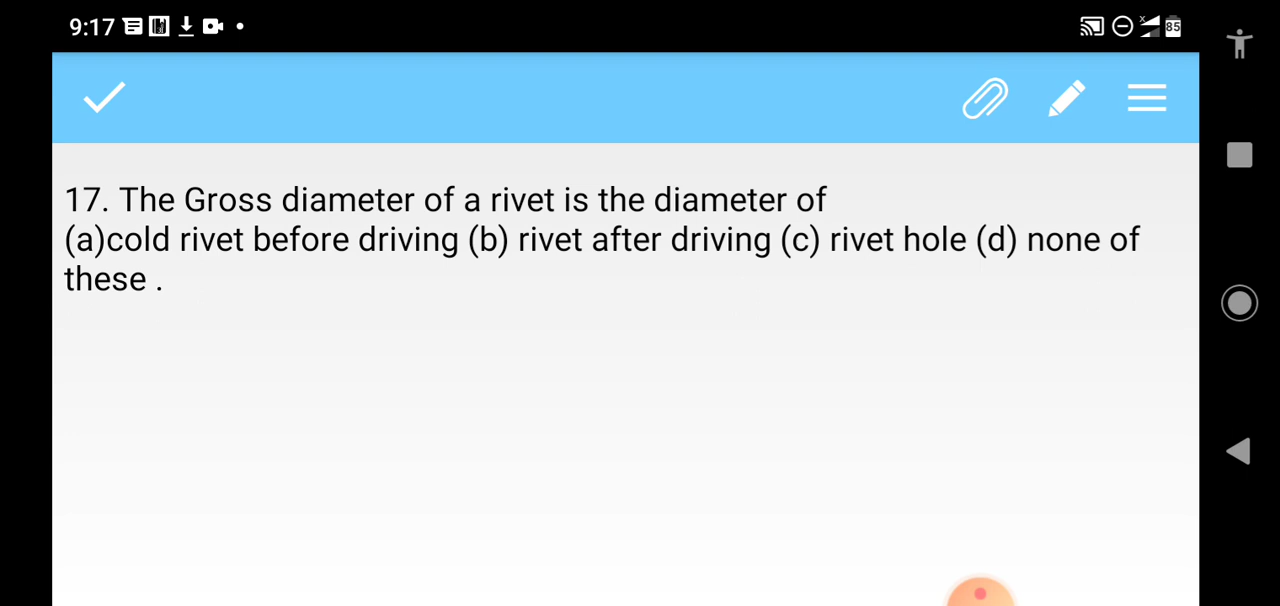 9:17
85
17. The Gross diameter of a rivet is the diameter of
(a)cold rivet before driving (b) rivet after driving (c) rivet hole (d) none of
these .